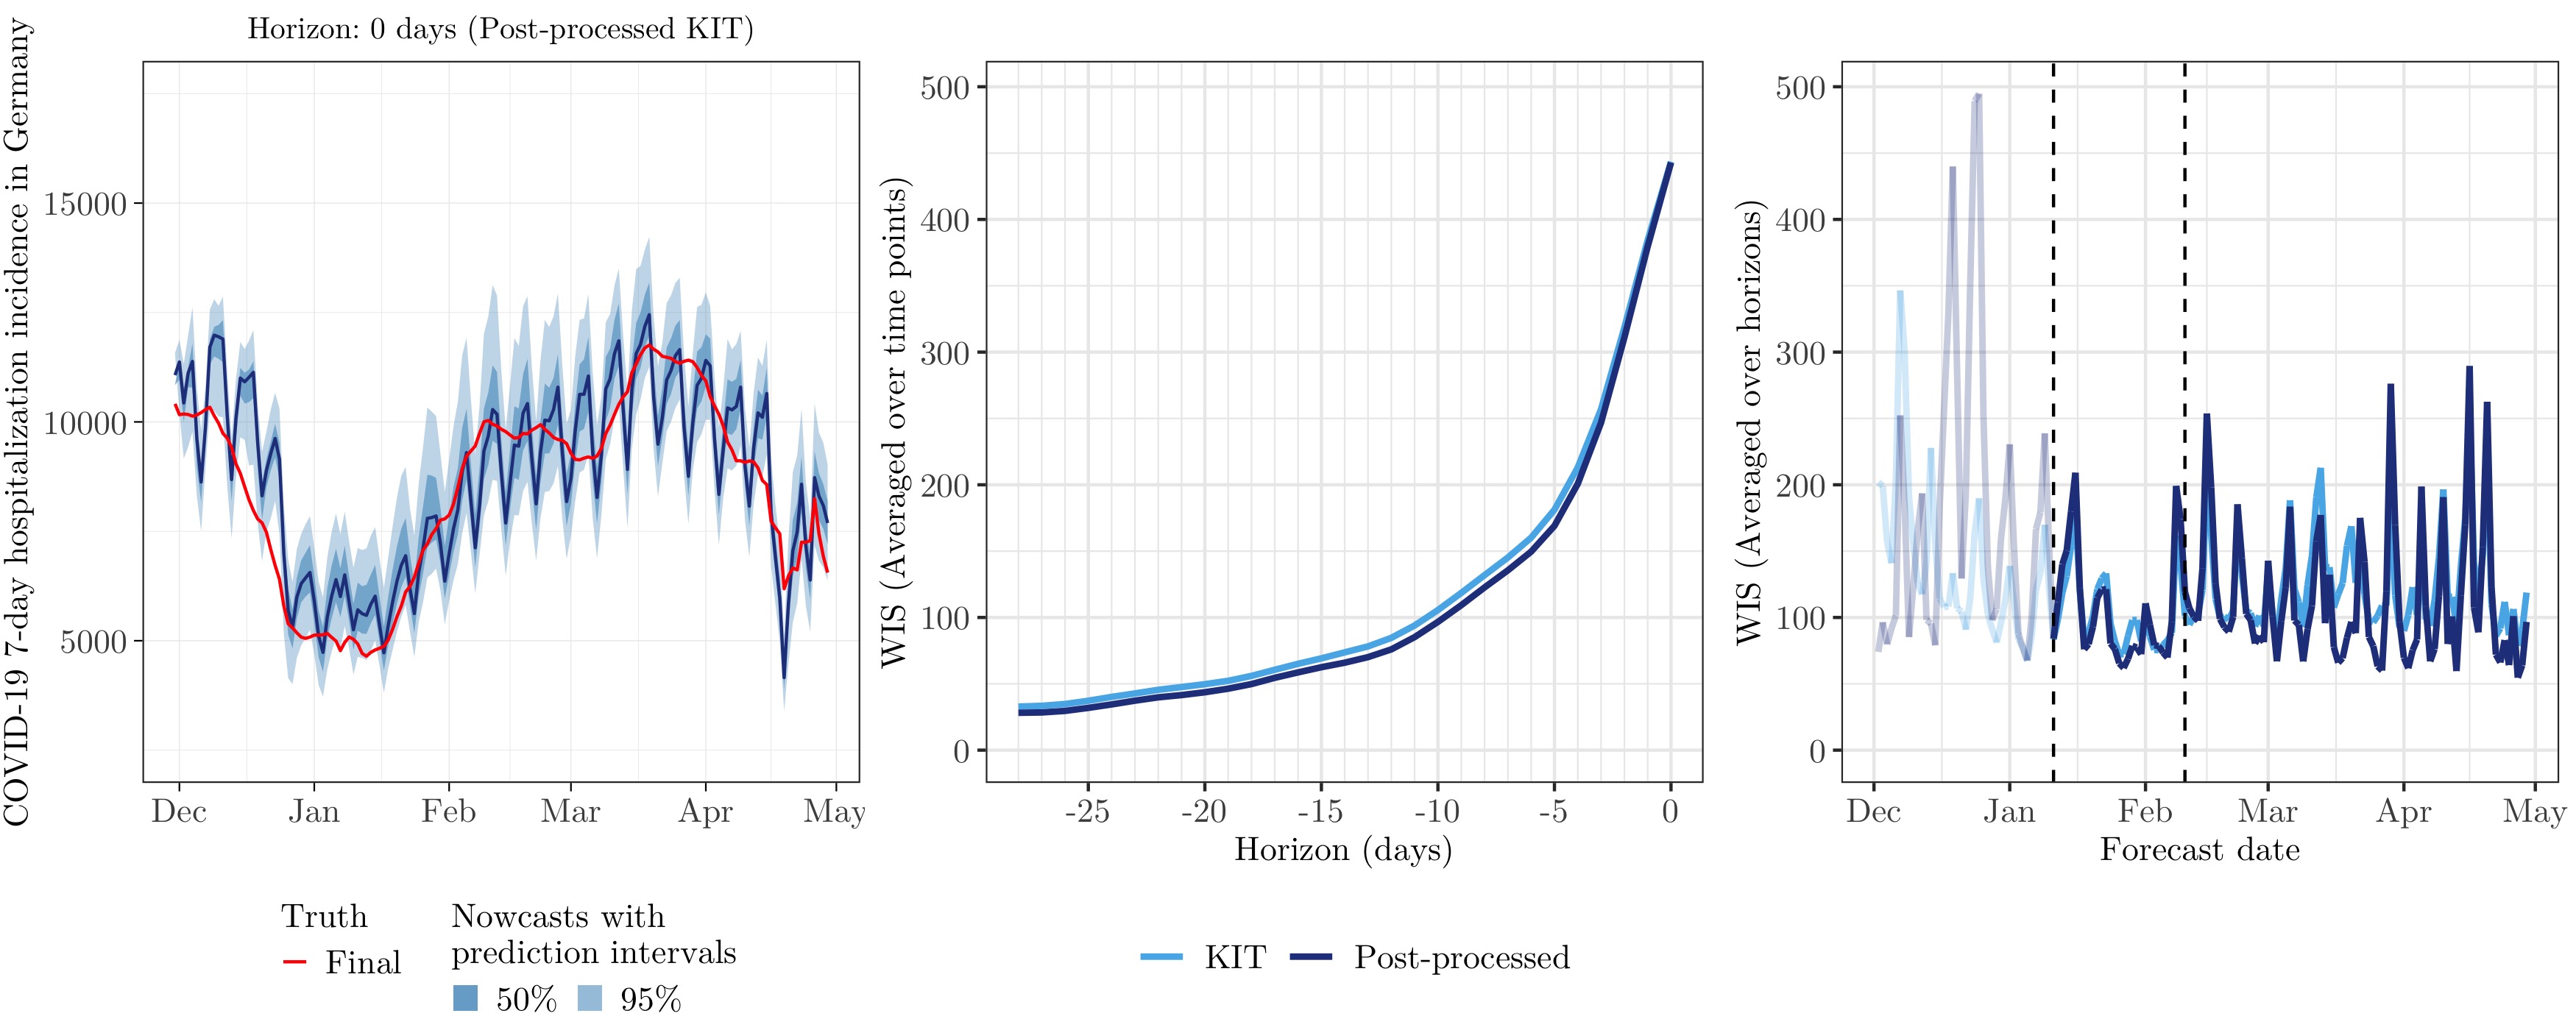 Horizon: 0 days (Post-processed KIT)
COVID-19 7-day hospitalization incidence in Germany
15000
10000
5000
Dec Jan Feb Mar Apr May
Truth
Final
Nowcasts with
prediction intervals
50% 95%
WIS (Averaged over time points)
500
400
300
200
100
0
-25 -20 -15 -10 -5 0
Horizon (days)
KIT Post-processed
WIS (Averaged over horizons)
500
400
300
200
100
0
Dec Jan Feb Mar Apr May
Forecast date